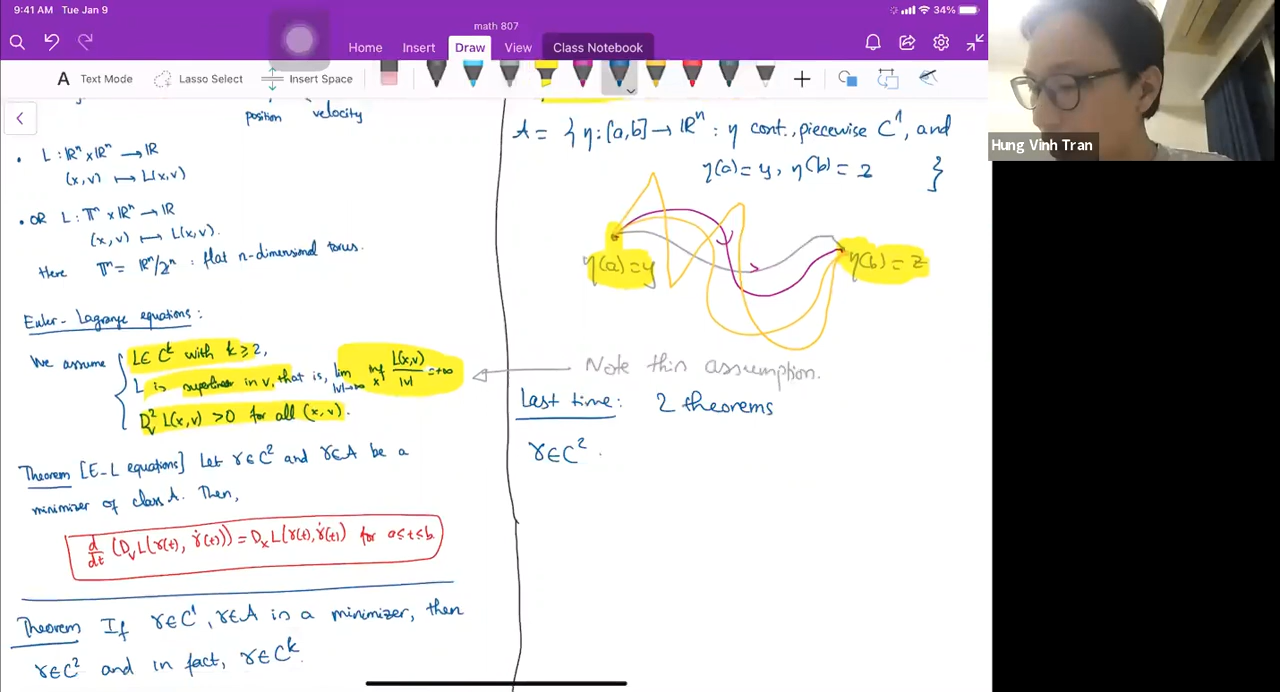 9:41 AM Tue Jan 9
34%
math 807
Home Insert Draw View Class Notebook
A Text Mode Lasso Select Insert Space
position velocity
• L: ℝⁿ × ℝⁿ → ℝ
(x,v) ↦ L(x,v)
• OR L: 𝕋ⁿ × ℝⁿ → ℝ
(x,v) ↦ L(x,v).
Here 𝕋ⁿ = ℝⁿ/ℤⁿ : flat n-dimensional torus.
Euler-Lagrange equations:
We assume { L ∈ Cᵏ with k ≥ 2,
L is superlinear in v, that is, lim_{|v|→∞} inf_x L(x,v)/|v| = +∞
D²ᵥ L(x,v) > 0 for all (x,v).
Theorem [E-L equations] Let γ∈C² and γ∈A be a
minimizer of class A. Then,
d/dt (DᵥL(γ(t), γ̇(t))) = DₓL(γ(t), γ̇(t)) for a≤t≤b.
Theorem If γ∈C¹, γ∈A is a minimizer, then
γ∈C² and in fact, γ∈Cᵏ.
A = { η: [a,b] → ℝⁿ : η cont., piecewise C¹, and
η(a) = y, η(b) = z }
η(a) = y
η(b) = z
Note this assumption.
Last time: 2 theorems
γ∈C².
Hung Vinh Tran